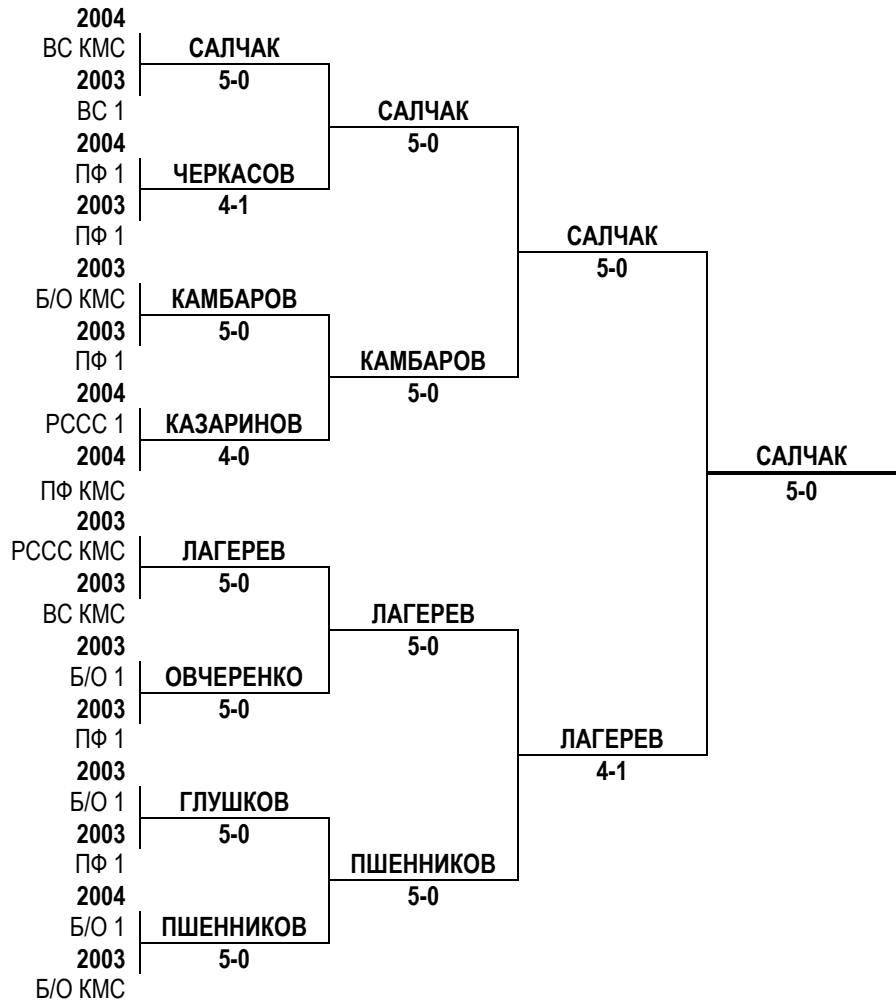 2004
ВС КМС САЛЧАК
2003 5-0
ВС 1 САЛЧАК
2004 5-0
ПФ 1 ЧЕРКАСОВ
2003 4-1
ПФ 1 САЛЧАК
2003 5-0
Б/О КМС КАМБАРОВ
2003 5-0
ПФ 1 КАМБАРОВ
2004 5-0
РССС 1 КАЗАРИНОВ
2004 4-0 САЛЧАК
ПФ КМС 5-0
2003
РССС КМС ЛАГЕРЕВ
2003 5-0
ВС КМС ЛАГЕРЕВ
2003 5-0
Б/О 1 ОВЧЕРЕНКО
2003 5-0
ПФ 1 ЛАГЕРЕВ
2003 4-1
Б/О 1 ГЛУШКОВ
2003 5-0
ПФ 1 ПШЕННИКОВ
2004 5-0
Б/О 1 ПШЕННИКОВ
2003 5-0
Б/О КМС